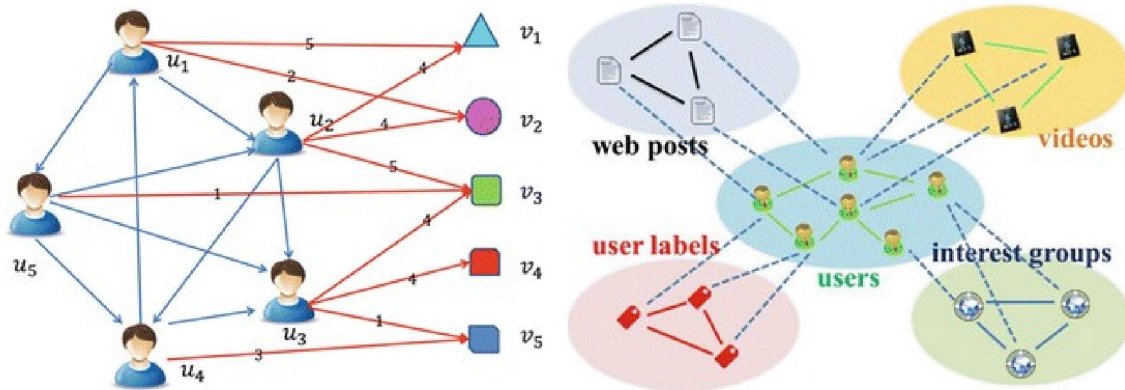 u1
u2
u3
u4
u5
v1
v2
v3
v4
v5
5
2
4
4
5
1
4
4
1
3
web posts
videos
user labels
users
interest groups